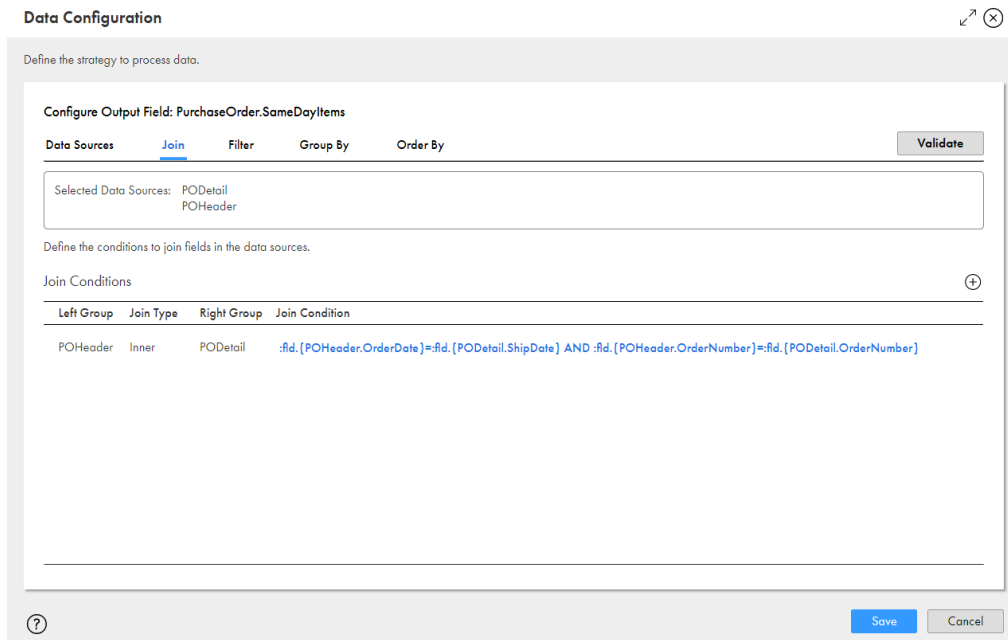 Data Configuration
Define the strategy to process data.
Configure Output Field: PurchaseOrder.SameDayItems
Data Sources Join Filter Group By Order By Validate
Selected Data Sources: PODetail
POHeader
Define the conditions to join fields in the data sources.
Join Conditions
Left Group Join Type Right Group Join Condition
POHeader Inner PODetail :fld.{POHeader.OrderDate}=:fld.{PODetail.ShipDate} AND :fld.{POHeader.OrderNumber}=:fld.{PODetail.OrderNumber}
? Save Cancel